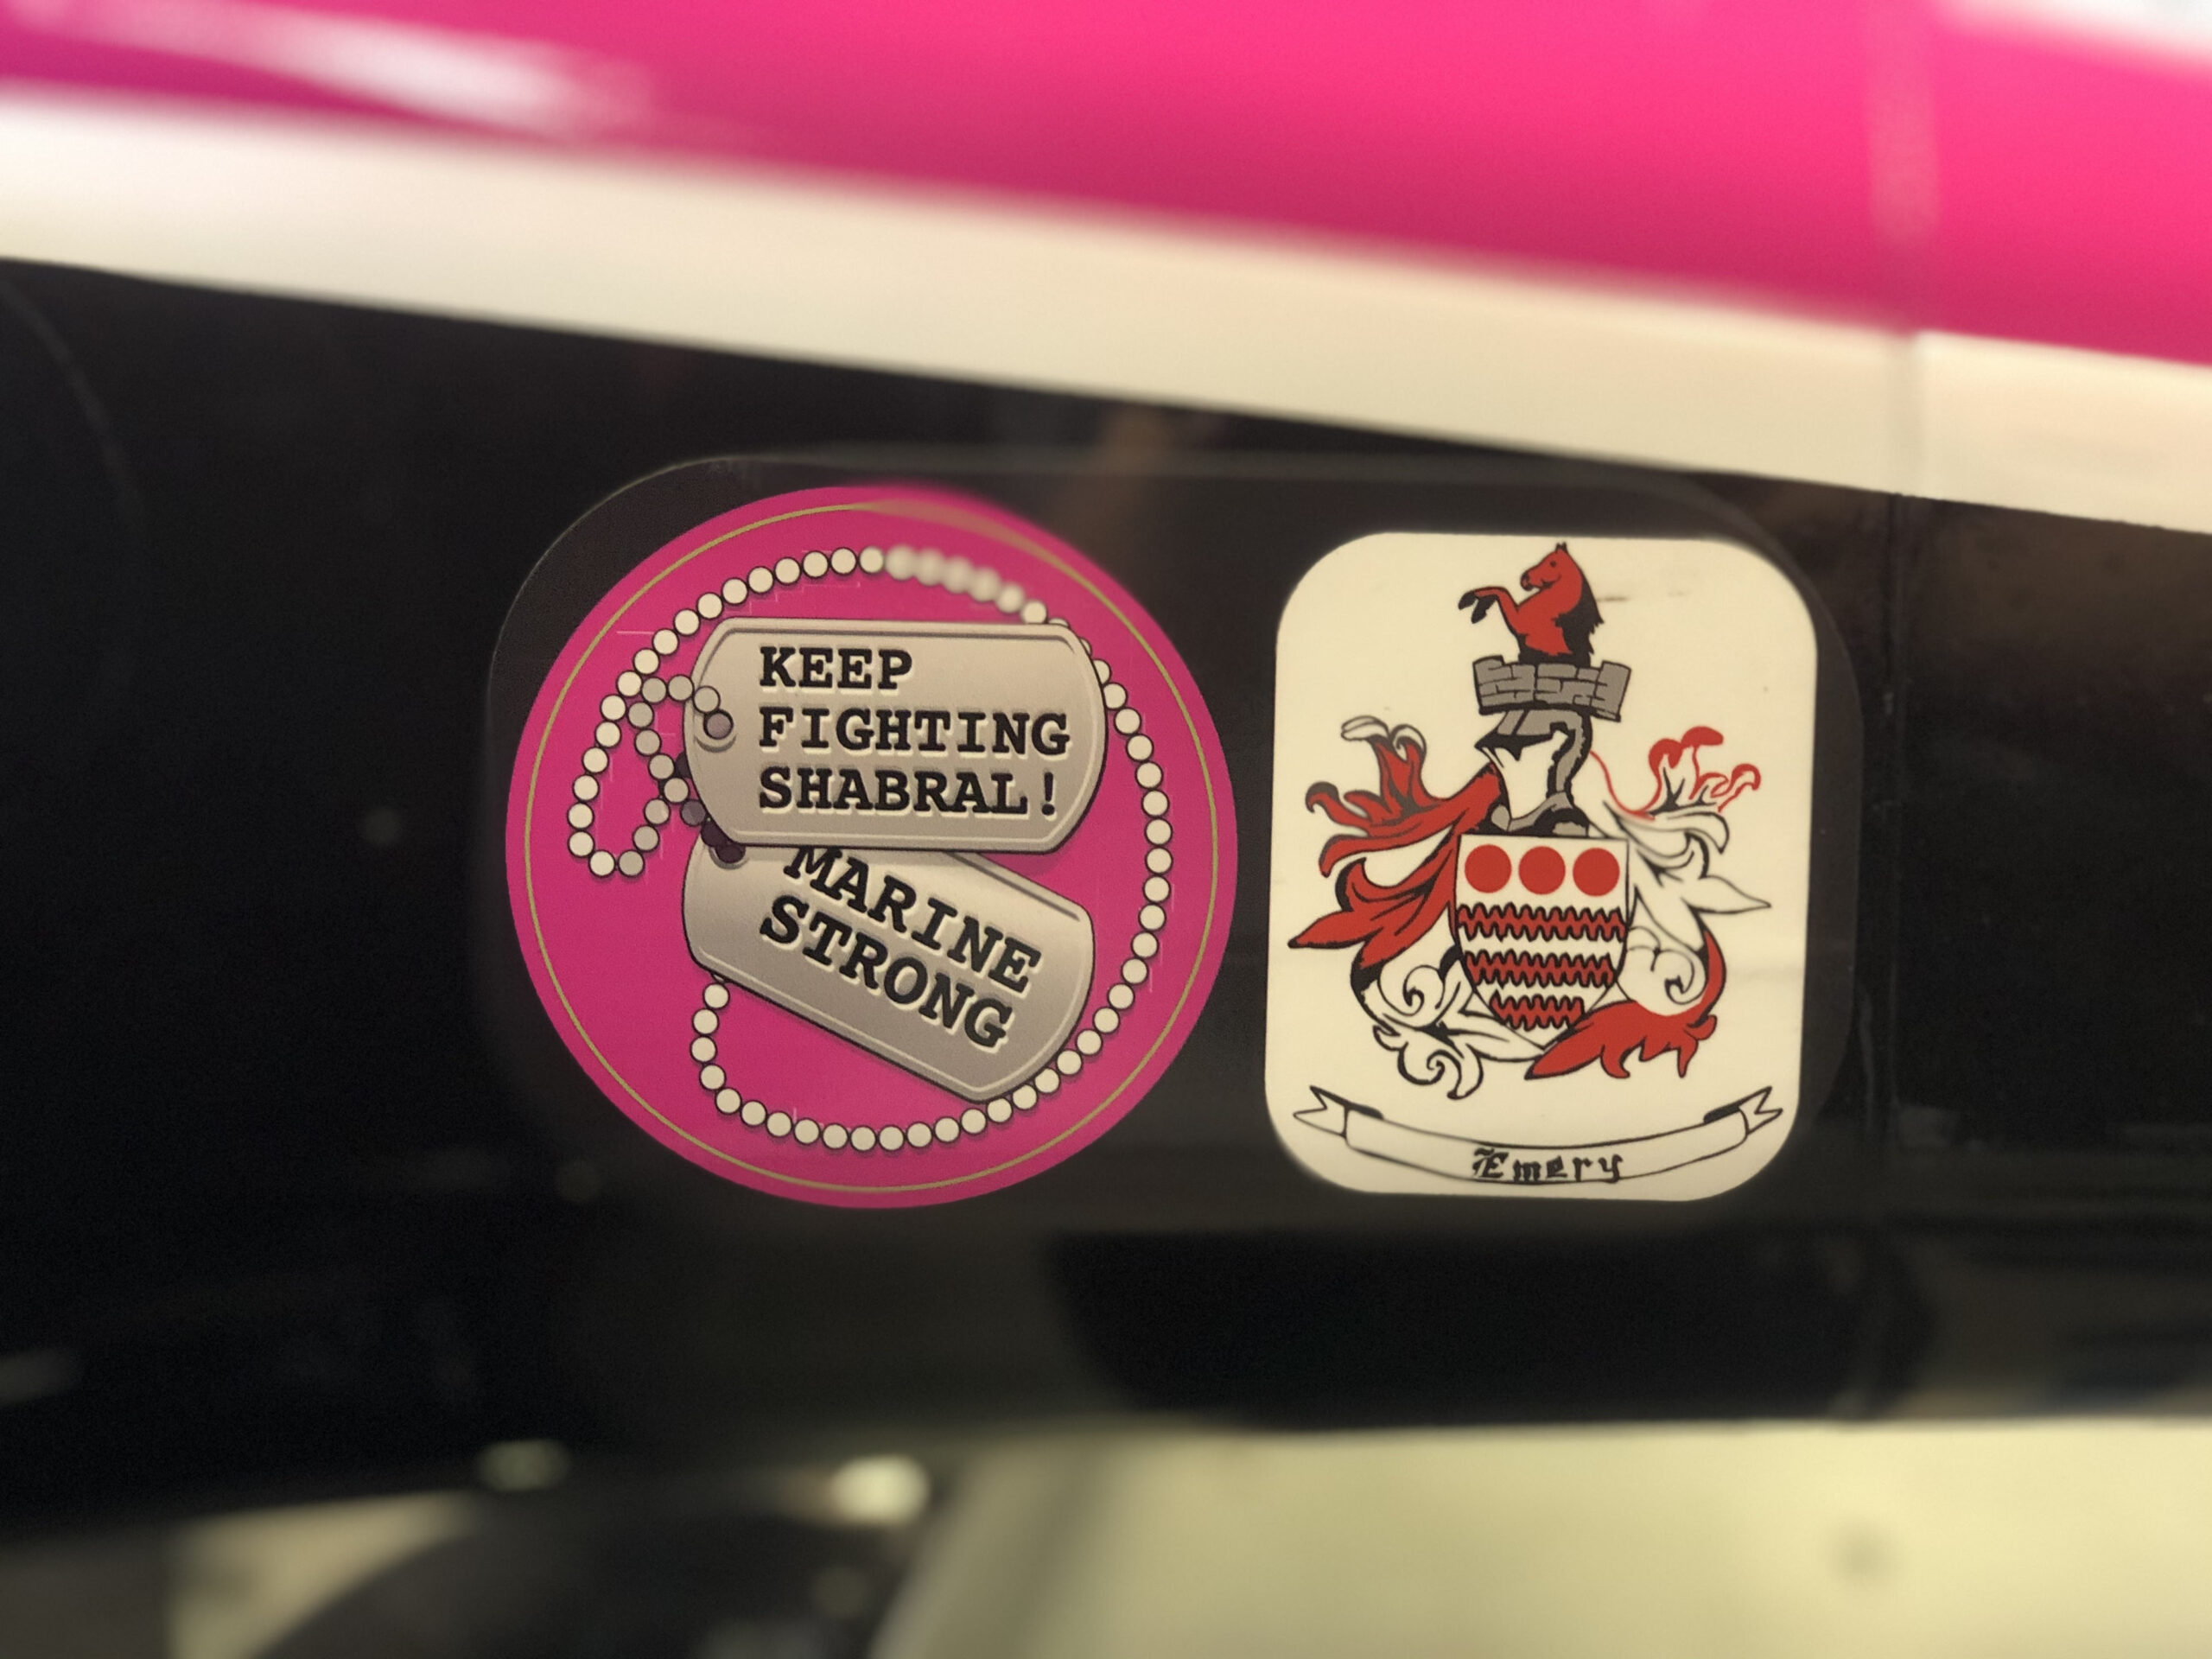 KEEP
FIGHTING
SHABRAL!
MARINE
STRONG
Emery